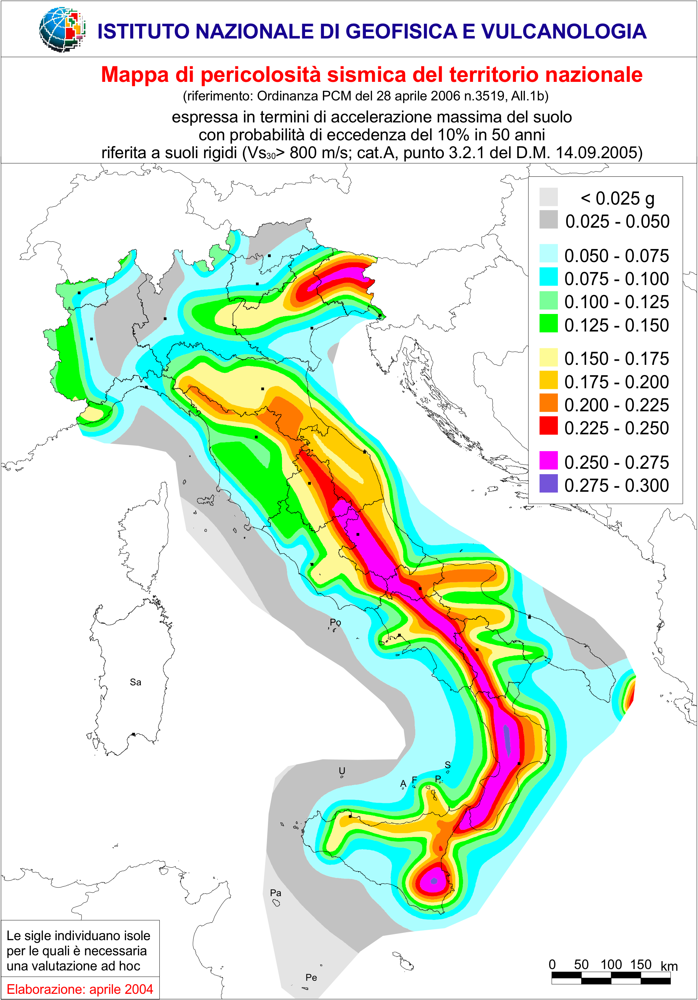 ISTITUTO NAZIONALE DI GEOFISICA E VULCANOLOGIA
Mappa di pericolosità sismica del territorio nazionale
(riferimento: Ordinanza PCM del 28 aprile 2006 n.3519, All.1b)
espressa in termini di accelerazione massima del suolo
con probabilità di eccedenza del 10% in 50 anni
riferita a suoli rigidi (Vs30> 800 m/s; cat.A, punto 3.2.1 del D.M. 14.09.2005)
< 0.025 g
0.025 - 0.050
0.050 - 0.075
0.075 - 0.100
0.100 - 0.125
0.125 - 0.150
0.150 - 0.175
0.175 - 0.200
0.200 - 0.225
0.225 - 0.250
0.250 - 0.275
0.275 - 0.300
Po
Sa
S
U
P
F
A
Pa
Pe
Le sigle individuano isole
per le quali è necessaria
una valutazione ad hoc
Elaborazione: aprile 2004
0 50 100 150 km